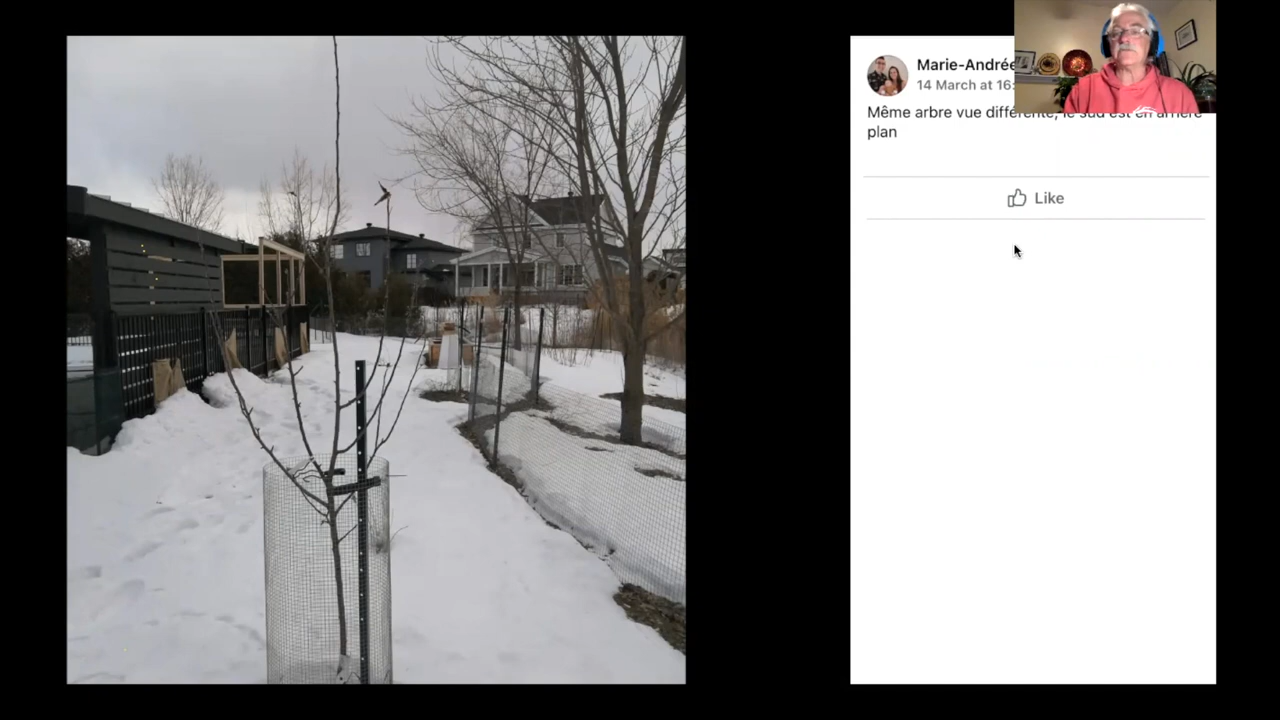 Marie-Andrée
14 March at 16:
Même arbre vue différente, le sud est en arrière
plan
Like